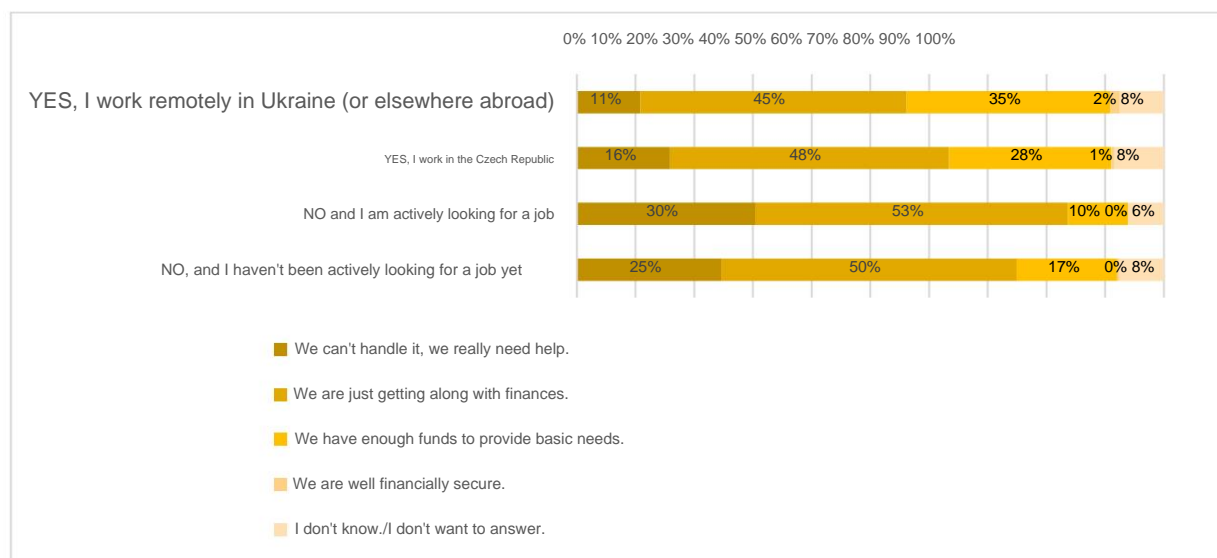 0% 10% 20% 30% 40% 50% 60% 70% 80% 90% 100%
YES, I work remotely in Ukraine (or elsewhere abroad) 11% 45% 35% 2% 8%
YES, I work in the Czech Republic 16% 48% 28% 1% 8%
NO and I am actively looking for a job 30% 53% 10% 0% 6%
NO, and I haven't been actively looking for a job yet 25% 50% 17% 0% 8%
We can't handle it, we really need help.
We are just getting along with finances.
We have enough funds to provide basic needs.
We are well financially secure.
I don't know./I don't want to answer.